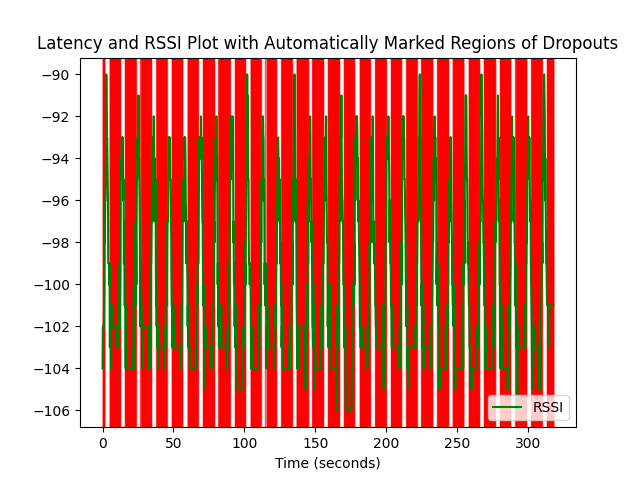 Latency and RSSI Plot with Automatically Marked Regions of Dropouts
−90
−92
−94
−96
−98
−100
−102
−104
−106
RSSI
0 50 100 150 200 250 300
Time (seconds)